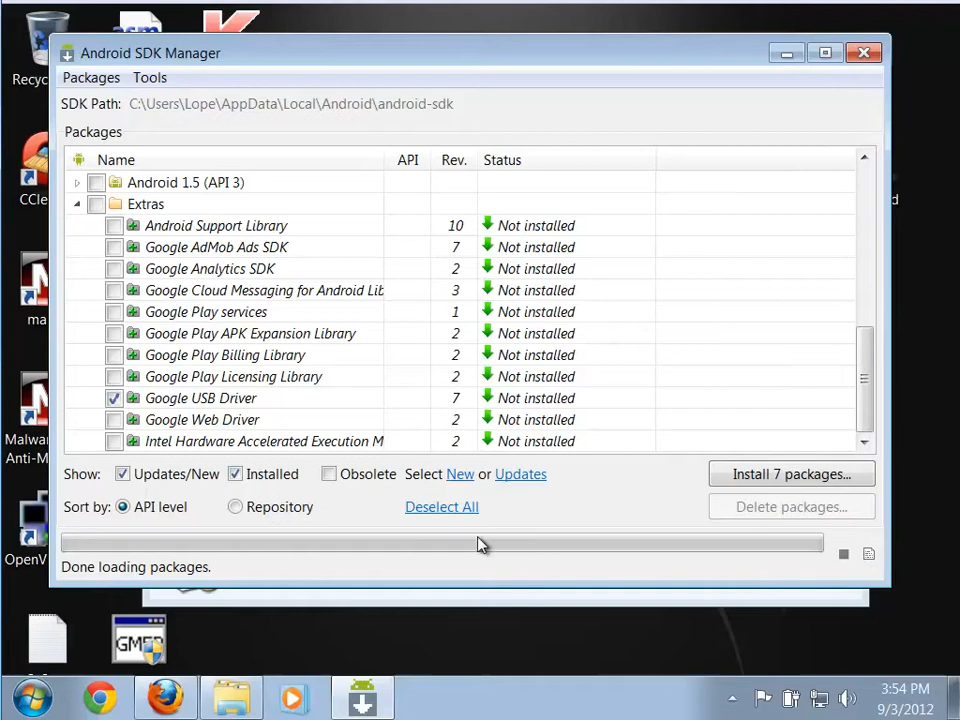 asm
Recyc
Android SDK Manager
Packages Tools
SDK Path: C:\Users\Lope\AppData\Local\Android\android-sdk
Packages
Name API Rev. Status
Android 1.5 (API 3)
Extras
Android Support Library 10 Not installed
Google AdMob Ads SDK 7 Not installed
Google Analytics SDK 2 Not installed
Google Cloud Messaging for Android Lib 3 Not installed
Google Play services 1 Not installed
Google Play APK Expansion Library 2 Not installed
Google Play Billing Library 2 Not installed
Google Play Licensing Library 2 Not installed
Google USB Driver 7 Not installed
Google Web Driver 2 Not installed
Intel Hardware Accelerated Execution M 2 Not installed
Show: Updates/New Installed Obsolete Select New or Updates Install 7 packages...
Sort by: API level Repository Deselect All Delete packages...
Done loading packages.
CCle
ma
Malwar
Anti-M
OpenV
GMER
3:54 PM
9/3/2012